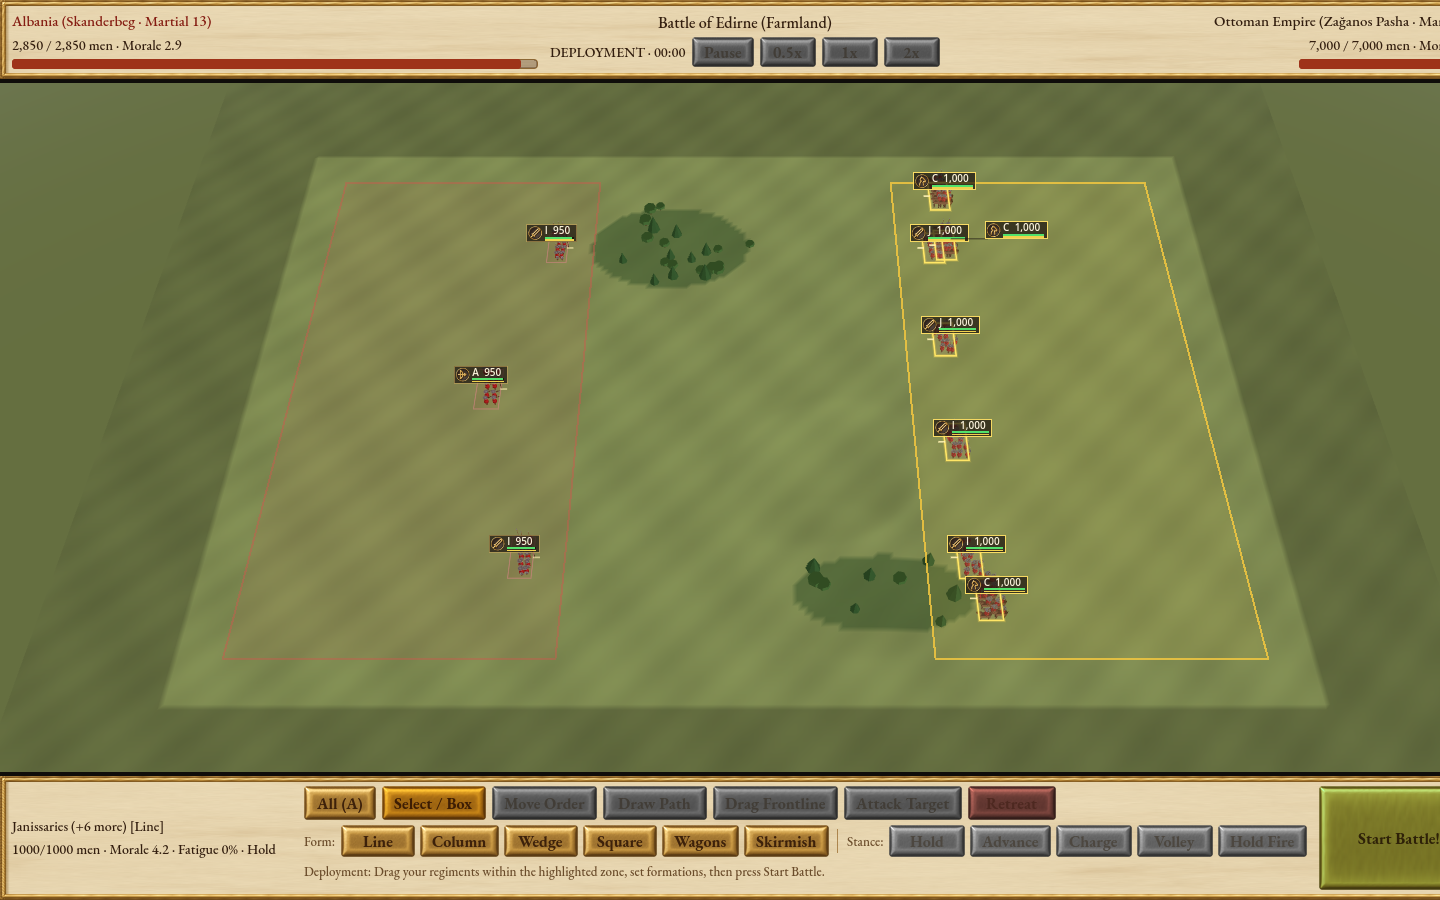 Albania (Skanderbeg · Martial 13)
2,850 / 2,850 men · Morale 2.9
Battle of Edirne (Farmland)
DEPLOYMENT · 00:00
Pause
0.5x
1x
2x
Ottoman Empire (Zağanos Pasha · Ma
7,000 / 7,000 men · Mo
C 1,000
I 950
J 1,000
C 1,000
J 1,000
A 950
I 1,000
I 950
I 1,000
C 1,000
Janissaries (+6 more) [Line]
1000/1000 men · Morale 4.2 · Fatigue 0% · Hold
All (A)
Select / Box
Move Order
Draw Path
Drag Frontline
Attack Target
Retreat
Form:
Line
Column
Wedge
Square
Wagons
Skirmish
Stance:
Hold
Advance
Charge
Volley
Hold Fire
Deployment: Drag your regiments within the highlighted zone, set formations, then press Start Battle.
Start Battle!